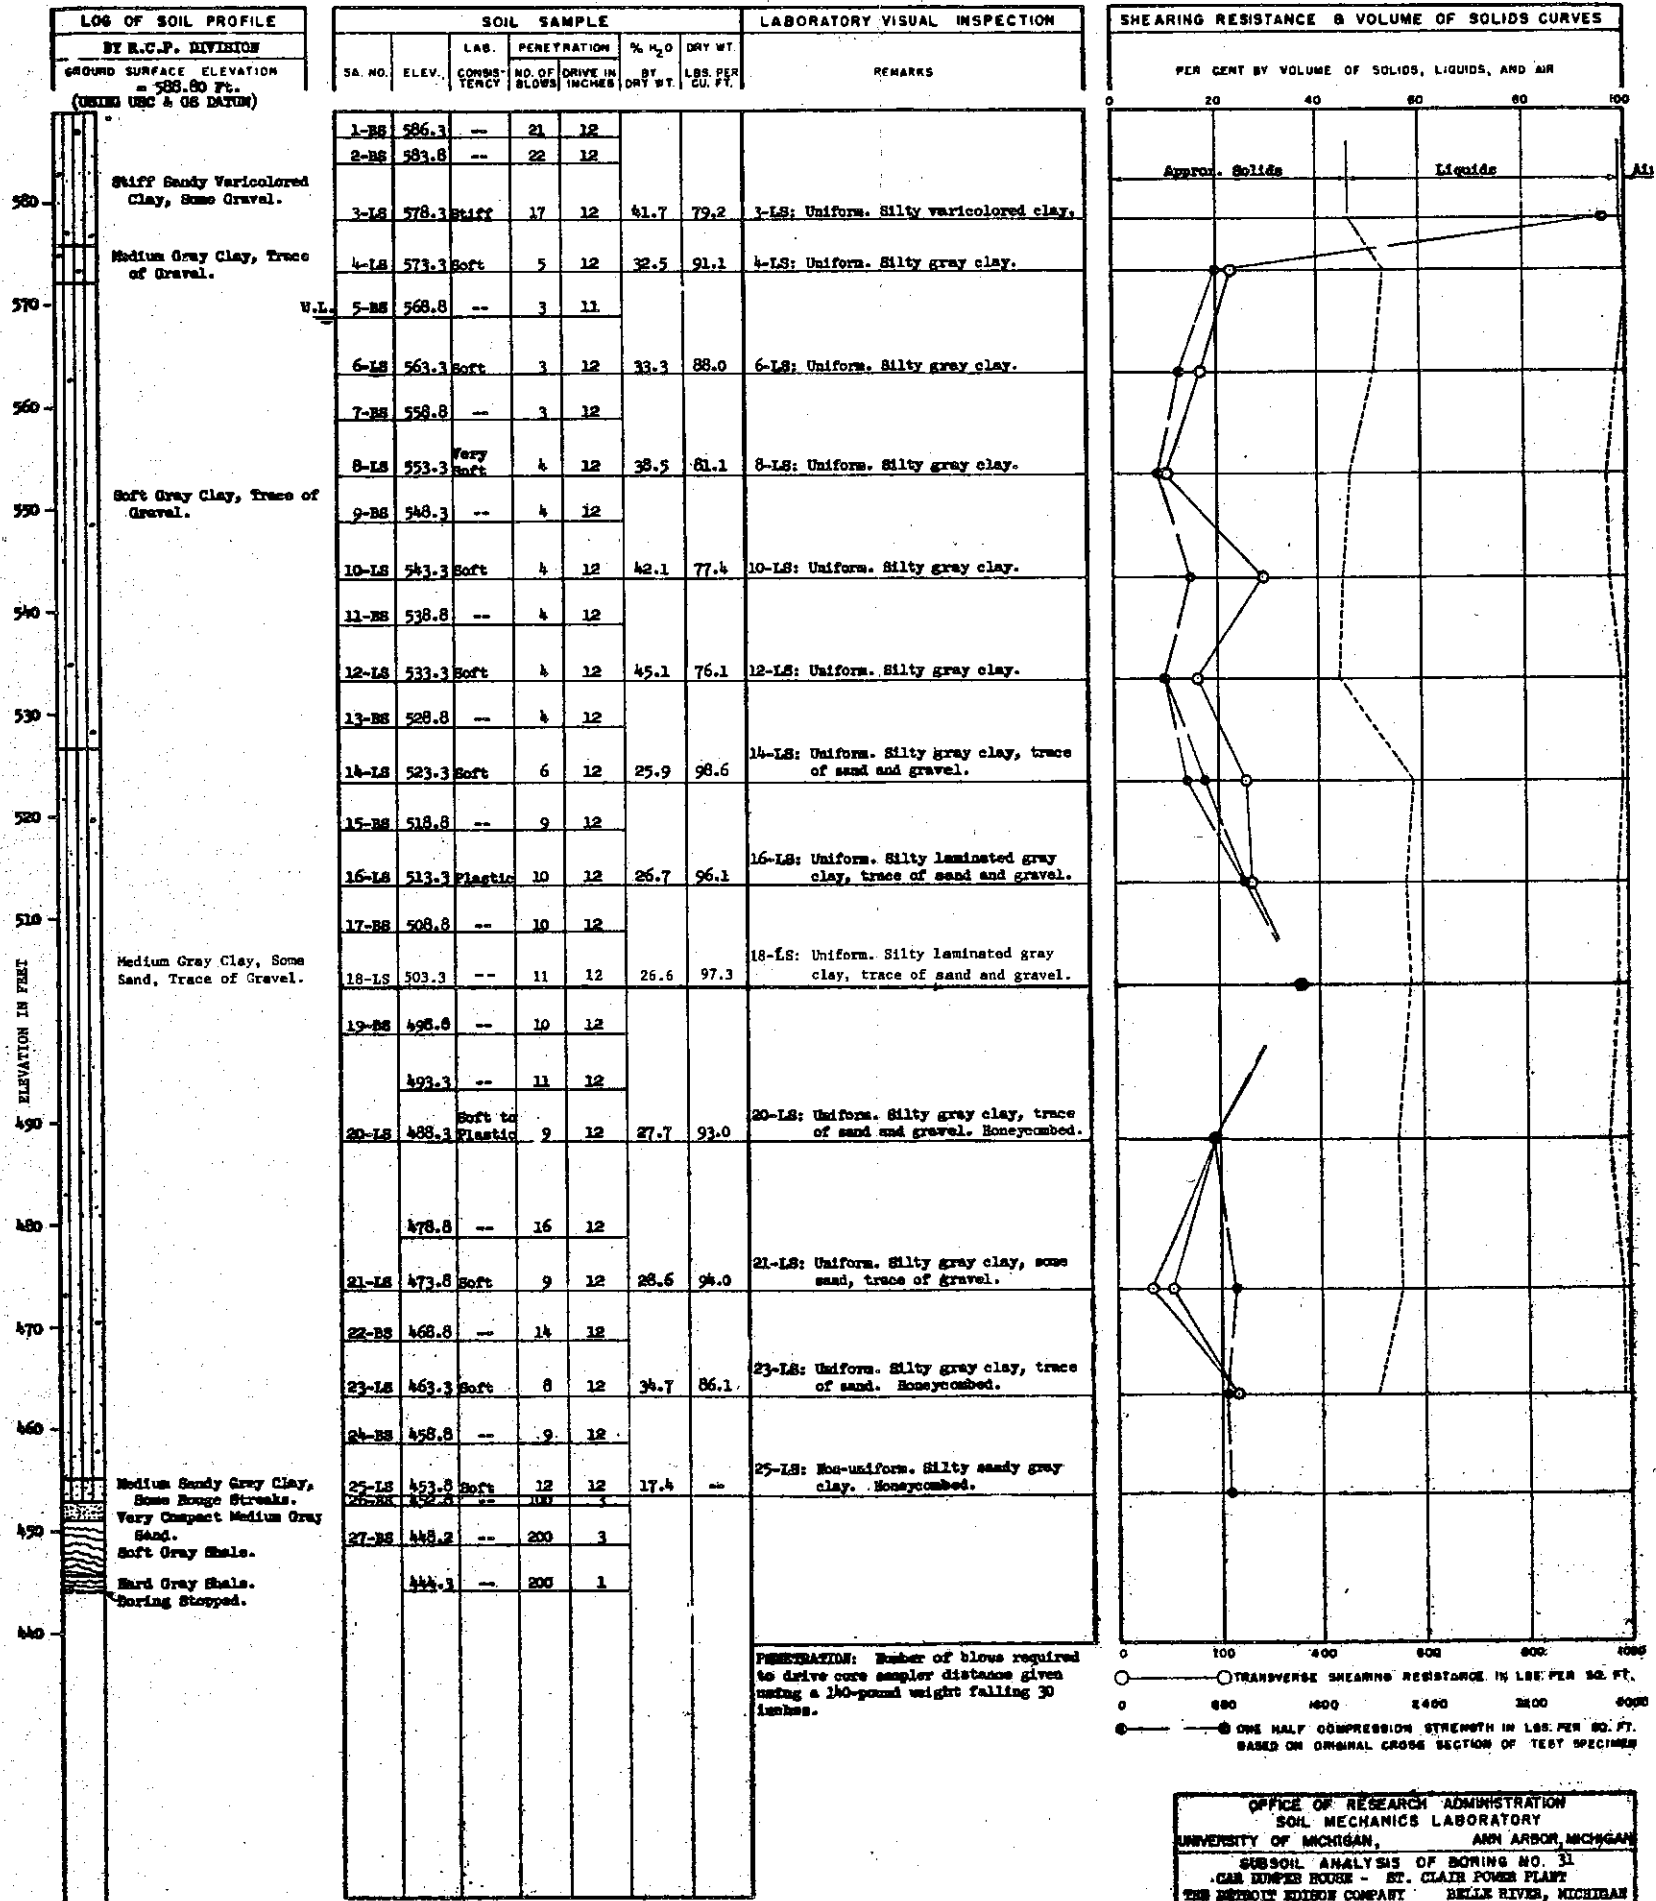 LOG OF SOIL PROFILE
BY R.C.P. DIVISION
GROUND SURFACE ELEVATION
= 588.80 Ft.
(USING USC & GS DATUM)
SOIL SAMPLE
SA. NO. ELEV. LAB. CONSISTENCY PENETRATION NO. OF BLOWS DRIVE IN INCHES % H2O BY DRY WT. DRY WT. LBS. PER CU. FT.
LABORATORY VISUAL INSPECTION
REMARKS
SHEARING RESISTANCE & VOLUME OF SOLIDS CURVES
PER CENT BY VOLUME OF SOLIDS, LIQUIDS, AND AIR
0 20 40 60 80 100
Approx. Solids Liquids Air
ELEVATION IN FEET
580
570
560
550
540
530
520
510
490
480
470
460
450
440
Stiff Sandy Varicolored
Clay, Some Gravel.
Medium Gray Clay, Trace
of Gravel.
W.L.
Soft Gray Clay, Trace of
Gravel.
Medium Gray Clay, Some
Sand, Trace of Gravel.
Medium Sandy Gray Clay,
Some Rouge Streaks.
Very Compact Medium Gray
Sand.
Soft Gray Shale.
Hard Gray Shale.
Boring Stopped.
1-BS 586.3 -- 21 12
2-BS 583.8 -- 22 12
3-LS 578.3 Stiff 17 12 41.7 79.2 3-LS: Uniform. Silty varicolored clay.
4-LS 573.3 Soft 5 12 32.5 91.1 4-LS: Uniform. Silty gray clay.
5-BS 568.8 -- 3 11
6-LS 563.3 Soft 3 12 33.3 88.0 6-LS: Uniform. Silty gray clay.
7-BS 558.8 -- 3 12
8-LS 553.3 Very Soft 4 12 38.5 81.1 8-LS: Uniform. Silty gray clay.
9-BS 548.3 -- 4 12
10-LS 543.3 Soft 4 12 42.1 77.4 10-LS: Uniform. Silty gray clay.
11-BS 538.8 -- 4 12
12-LS 533.3 Soft 4 12 45.1 76.1 12-LS: Uniform. Silty gray clay.
13-BS 528.8 -- 4 12
14-LS 523.3 Soft 6 12 25.9 98.6 14-LS: Uniform. Silty gray clay, trace
of sand and gravel.
15-BS 518.8 -- 9 12
16-LS 513.3 Plastic 10 12 26.7 96.1 16-LS: Uniform. Silty laminated gray
clay, trace of sand and gravel.
17-BS 508.8 -- 10 12
18-LS 503.3 -- 11 12 26.6 97.3 18-LS: Uniform. Silty laminated gray
clay, trace of sand and gravel.
19-BS 498.8 -- 10 12
493.3 -- 11 12
20-LS 488.3 Soft to Plastic 9 12 27.7 93.0 20-LS: Uniform. Silty gray clay, trace
of sand and gravel. Honeycombed.
478.8 -- 16 12
21-LS 473.8 Soft 9 12 28.6 94.0 21-LS: Uniform. Silty gray clay, some
sand, trace of gravel.
22-BS 468.8 -- 14 12
23-LS 463.3 Soft 8 12 34.7 86.1 23-LS: Uniform. Silty gray clay, trace
of sand. Honeycombed.
24-BS 458.8 -- 9 12
25-LS 453.8 Soft 12 12 17.4 -- 25-LS: Non-uniform. Silty sandy gray
clay. Honeycombed.
26-BS 452.8 -- 100 3
27-BS 448.2 -- 200 3
444.3 -- 200 1
PENETRATION: Number of blows required
to drive core sampler distance given
using a 140-pound weight falling 30
inches.
0 200 400 600 800 1000
TRANSVERSE SHEARING RESISTANCE IN LBS. PER SQ. FT.
0 800 1600 2400 3200 4000
ONE HALF COMPRESSION STRENGTH IN LBS. PER SQ. FT.
BASED ON ORIGINAL CROSS SECTION OF TEST SPECIMEN
OFFICE OF RESEARCH ADMINISTRATION
SOIL MECHANICS LABORATORY
UNIVERSITY OF MICHIGAN, ANN ARBOR, MICHIGAN
SUBSOIL ANALYSIS OF BORING NO. 31
CAR DUMPER HOUSE - ST. CLAIR POWER PLANT
THE DETROIT EDISON COMPANY BELLE RIVER, MICHIGAN